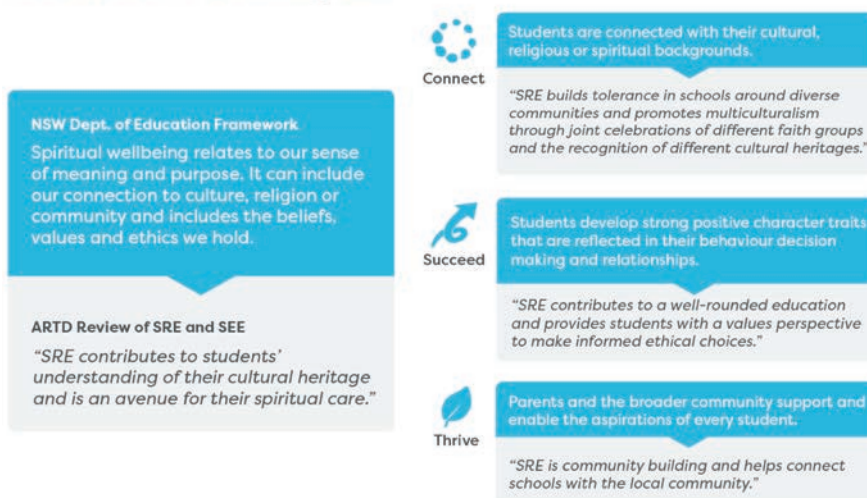 NSW Dept. of Education Framework
Spiritual wellbeing relates to our sense
of meaning and purpose. It can include
our connection to culture, religion or
community and includes the beliefs,
values and ethics we hold.
ARTD Review of SRE and SEE
“SRE contributes to students’
understanding of their cultural heritage
and is an avenue for their spiritual care.”
Connect
Students are connected with their cultural,
religious or spiritual backgrounds.
“SRE builds tolerance in schools around diverse
communities and promotes multiculturalism
through joint celebrations of different faith groups
and the recognition of different cultural heritages.”
Succeed
Students develop strong positive character traits
that are reflected in their behaviour decision
making and relationships.
“SRE contributes to a well-rounded education
and provides students with a values perspective
to make informed ethical choices.”
Thrive
Parents and the broader community support and
enable the aspirations of every student.
“SRE is community building and helps connect
schools with the local community.”